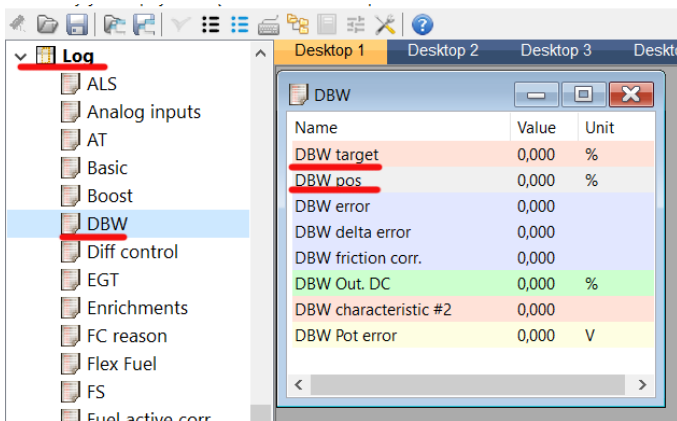 Log
ALS
Analog inputs
AT
Basic
Boost
DBW
Diff control
EGT
Enrichments
FC reason
Flex Fuel
FS
Fuel active corr
Desktop 1 Desktop 2 Desktop 3
DBW
Name Value Unit
DBW target 0,000 %
DBW pos 0,000 %
DBW error 0,000
DBW delta error 0,000
DBW friction corr. 0,000
DBW Out. DC 0,000 %
DBW characteristic #2 0,000
DBW Pot error 0,000 V